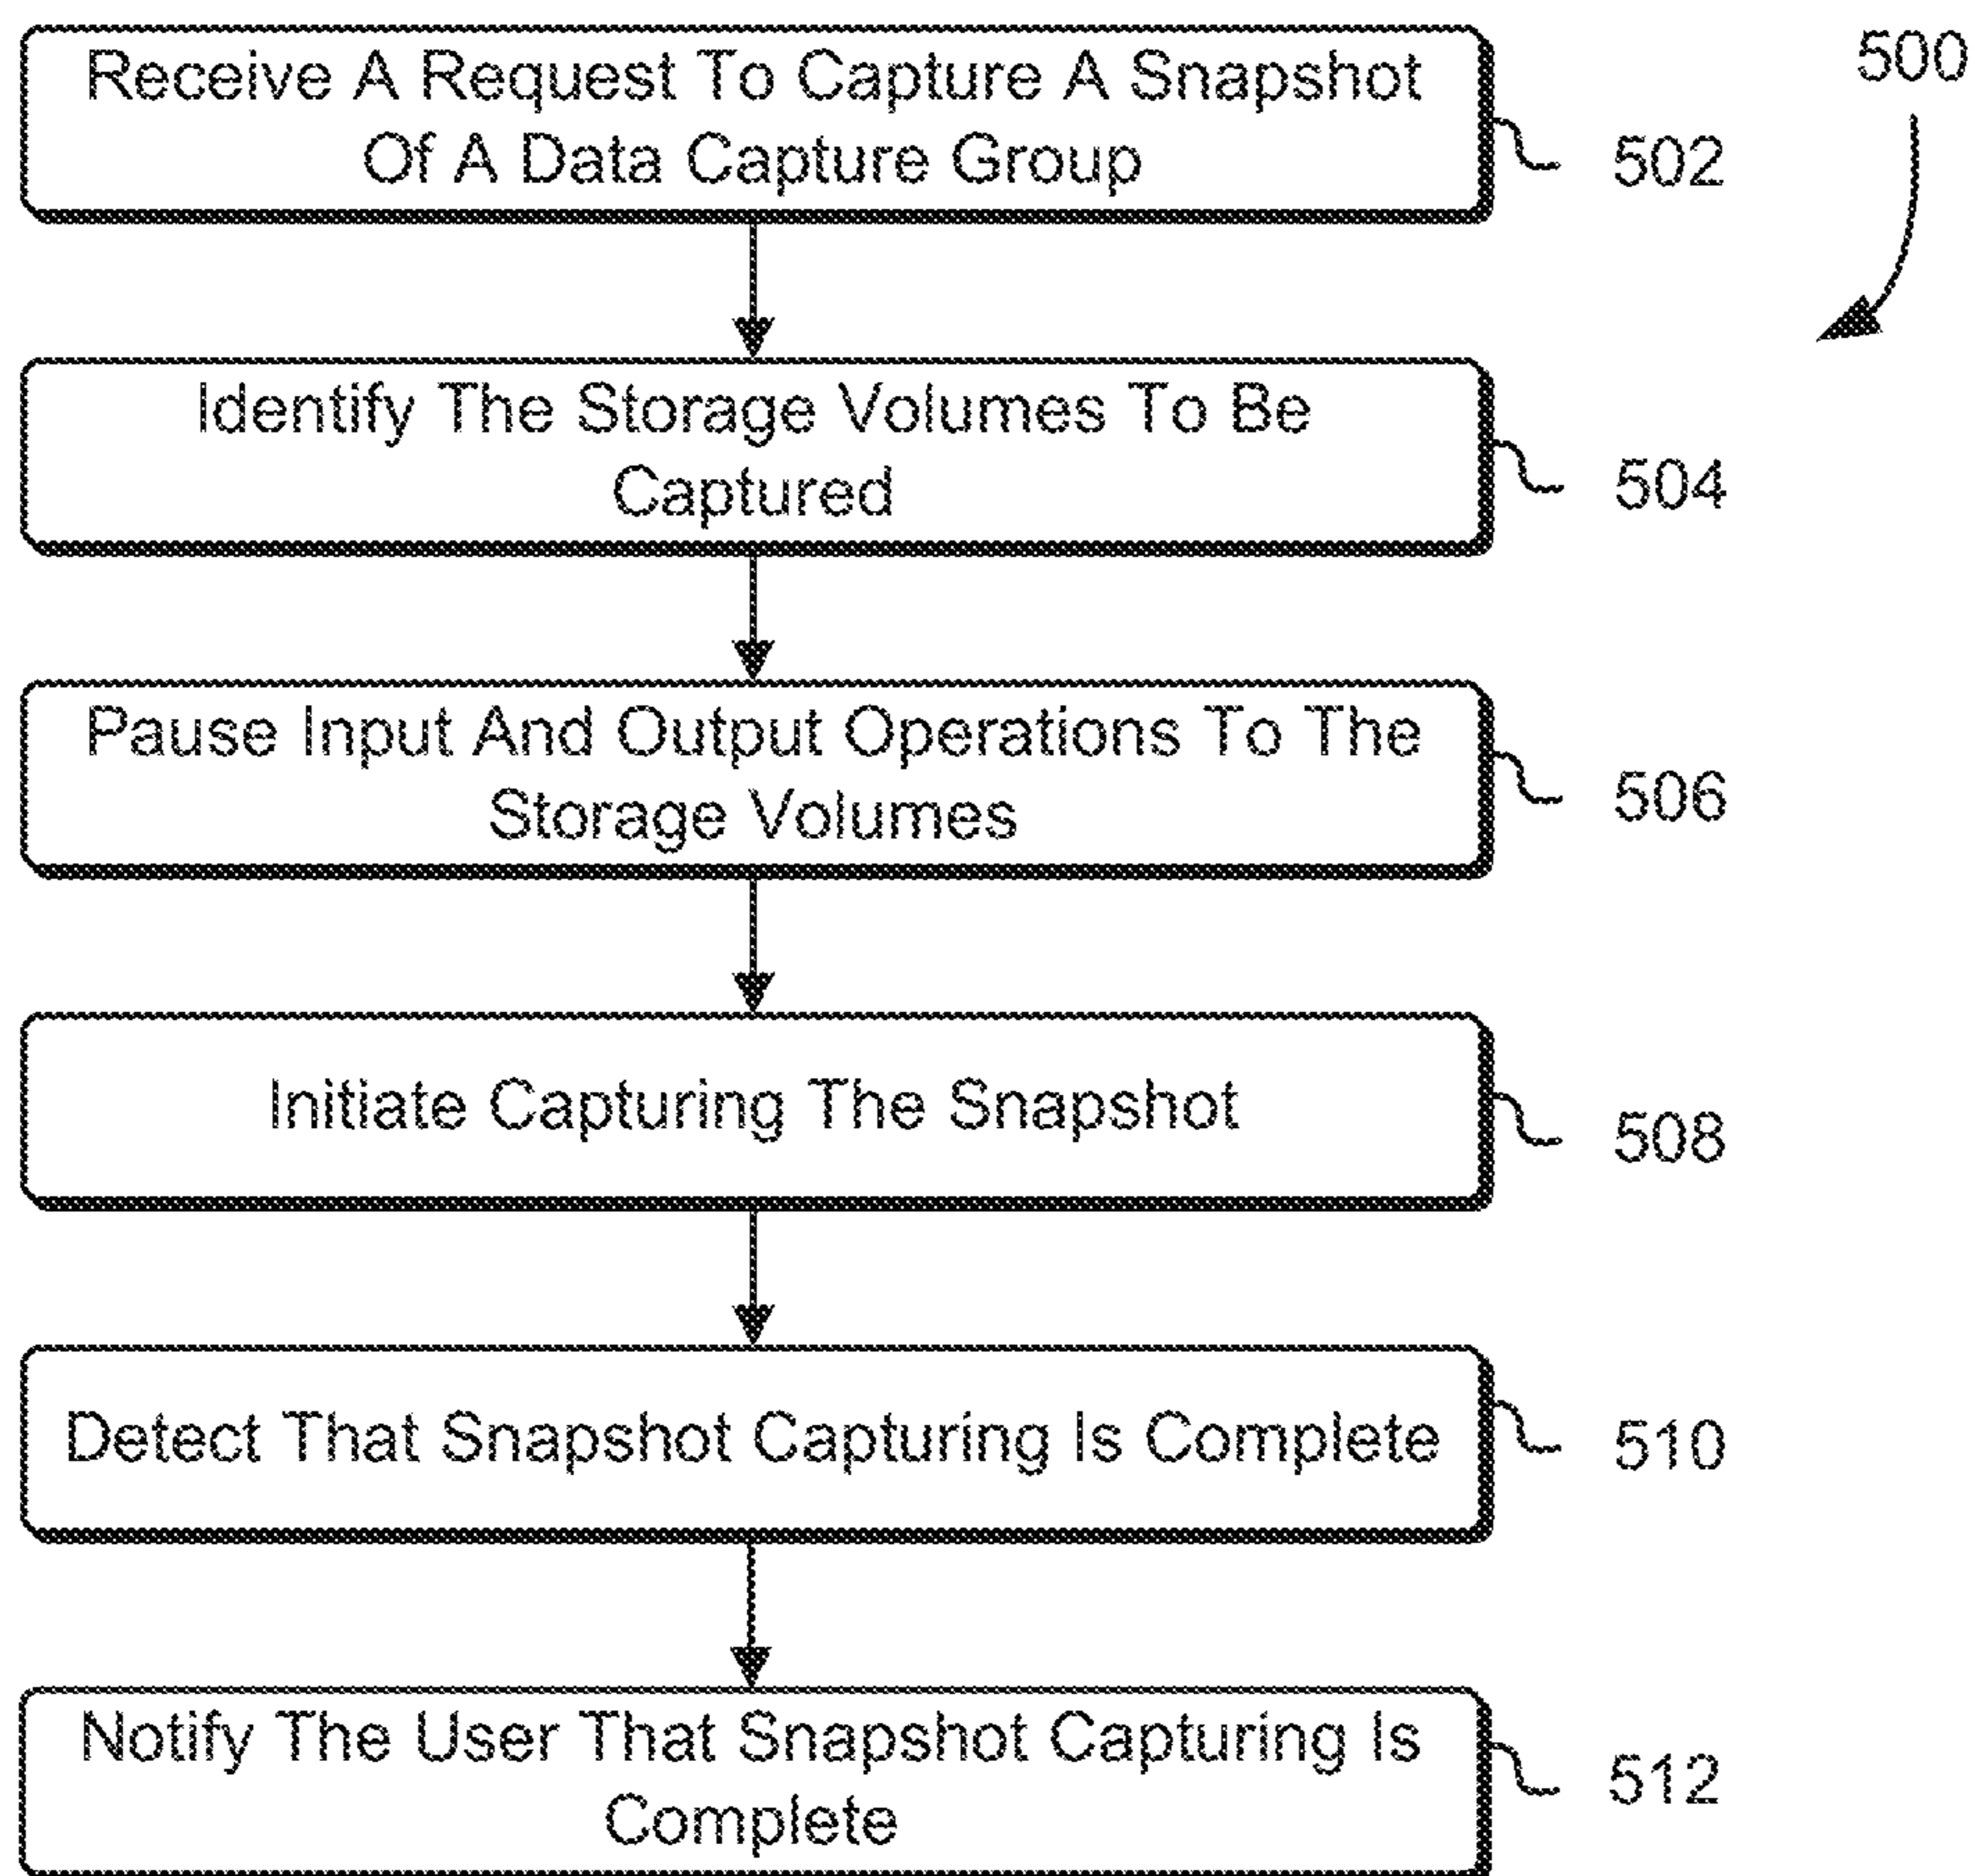 Receive A Request To Capture A Snapshot
Of A Data Capture Group
500
502
Identify The Storage Volumes To Be
Captured
504
Pause Input And Output Operations To The
Storage Volumes
506
Initiate Capturing The Snapshot
508
Detect That Snapshot Capturing Is Complete
510
Notify The User That Snapshot Capturing Is
Complete
512